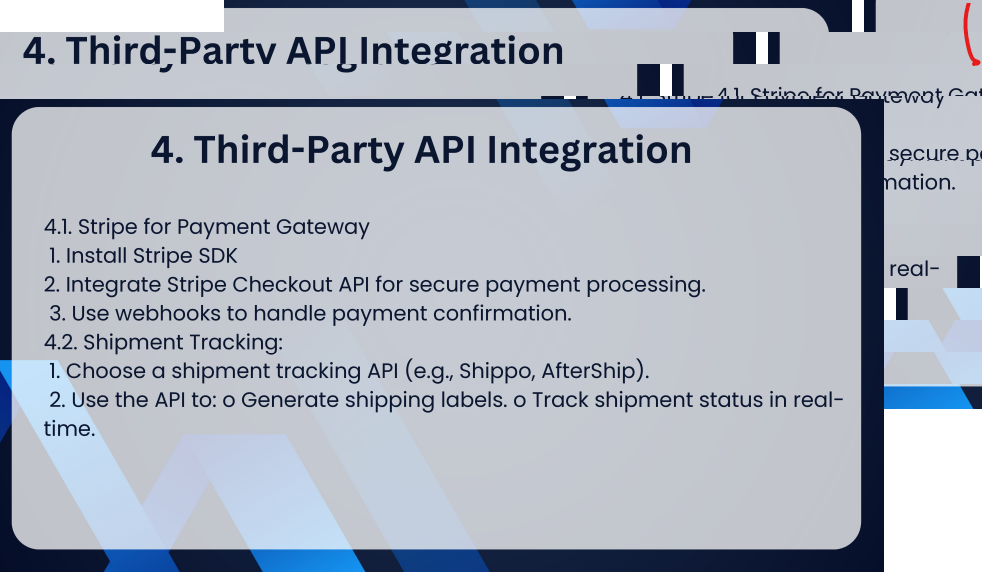 4. Third-Party API Integration
4.1. Stripe for Payment Gateway
secure
mation.
real-
4. Third-Party API Integration
4.1. Stripe for Payment Gateway
1. Install Stripe SDK
2. Integrate Stripe Checkout API for secure payment processing.
3. Use webhooks to handle payment confirmation.
4.2. Shipment Tracking:
1. Choose a shipment tracking API (e.g., Shippo, AfterShip).
2. Use the API to: o Generate shipping labels. o Track shipment status in real-
time.